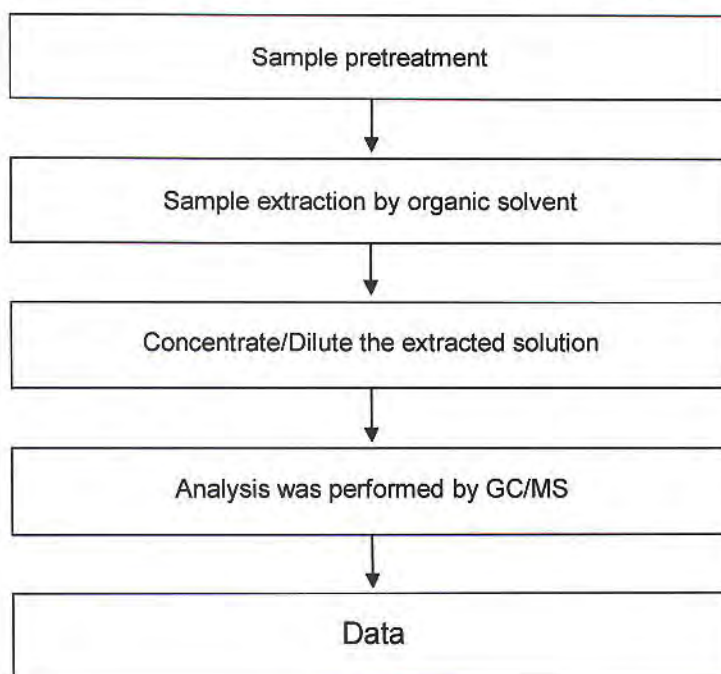 Sample pretreatment
Sample extraction by organic solvent
Concentrate/Dilute the extracted solution
Analysis was performed by GC/MS
Data